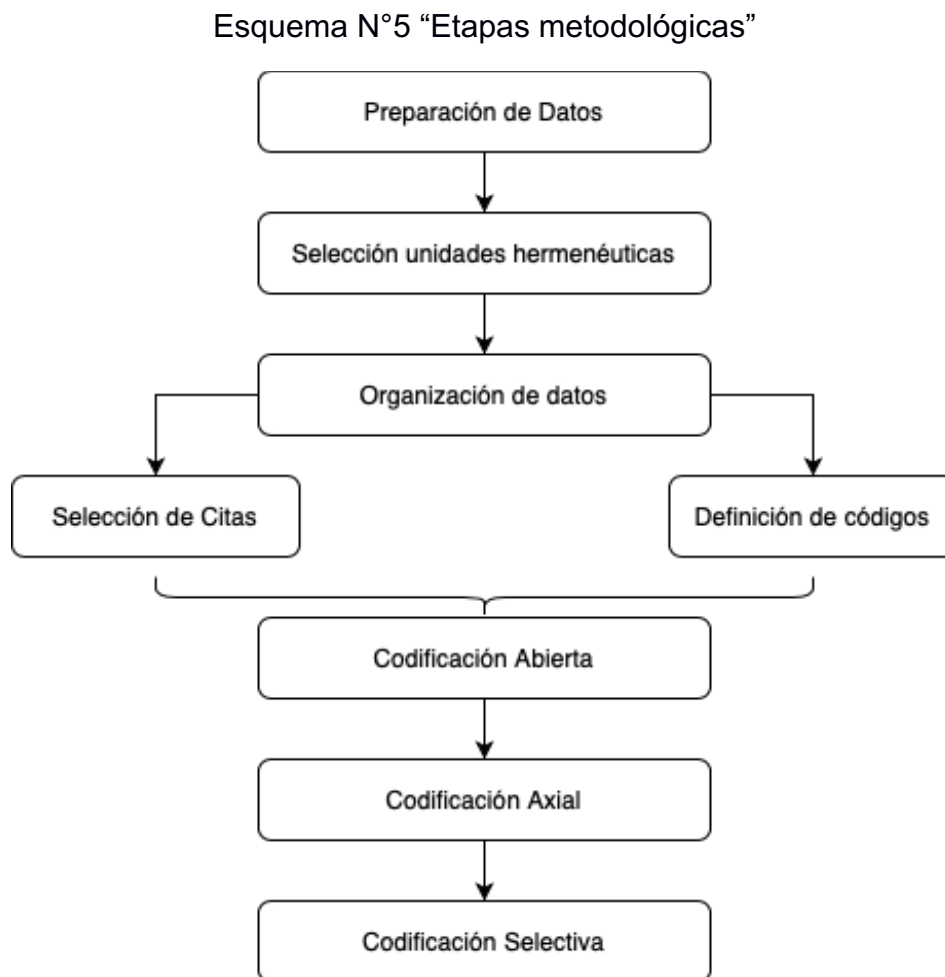 Esquema N°5 “Etapas metodológicas”
Preparación de Datos
Selección unidades hermenéuticas
Organización de datos
Selección de Citas
Definición de códigos
Codificación Abierta
Codificación Axial
Codificación Selectiva